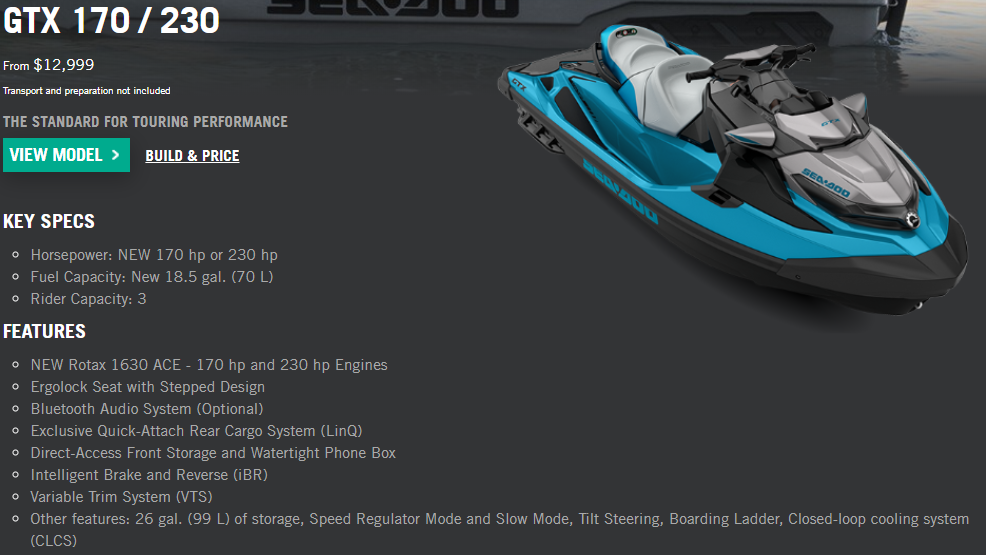 SEA-DOO
GTX 170 / 230
From $12,999
Transport and preparation not included
THE STANDARD FOR TOURING PERFORMANCE
VIEW MODEL >
BUILD & PRICE
GTX
SEA-DOO
GTX
SEA-DOO
KEY SPECS
Horsepower: NEW 170 hp or 230 hp
Fuel Capacity: New 18.5 gal. (70 L)
Rider Capacity: 3
FEATURES
NEW Rotax 1630 ACE - 170 hp and 230 hp Engines
Ergolock Seat with Stepped Design
Bluetooth Audio System (Optional)
Exclusive Quick-Attach Rear Cargo System (LinQ)
Direct-Access Front Storage and Watertight Phone Box
Intelligent Brake and Reverse (iBR)
Variable Trim System (VTS)
Other features: 26 gal. (99 L) of storage, Speed Regulator Mode and Slow Mode, Tilt Steering, Boarding Ladder, Closed-loop cooling system
(CLCS)